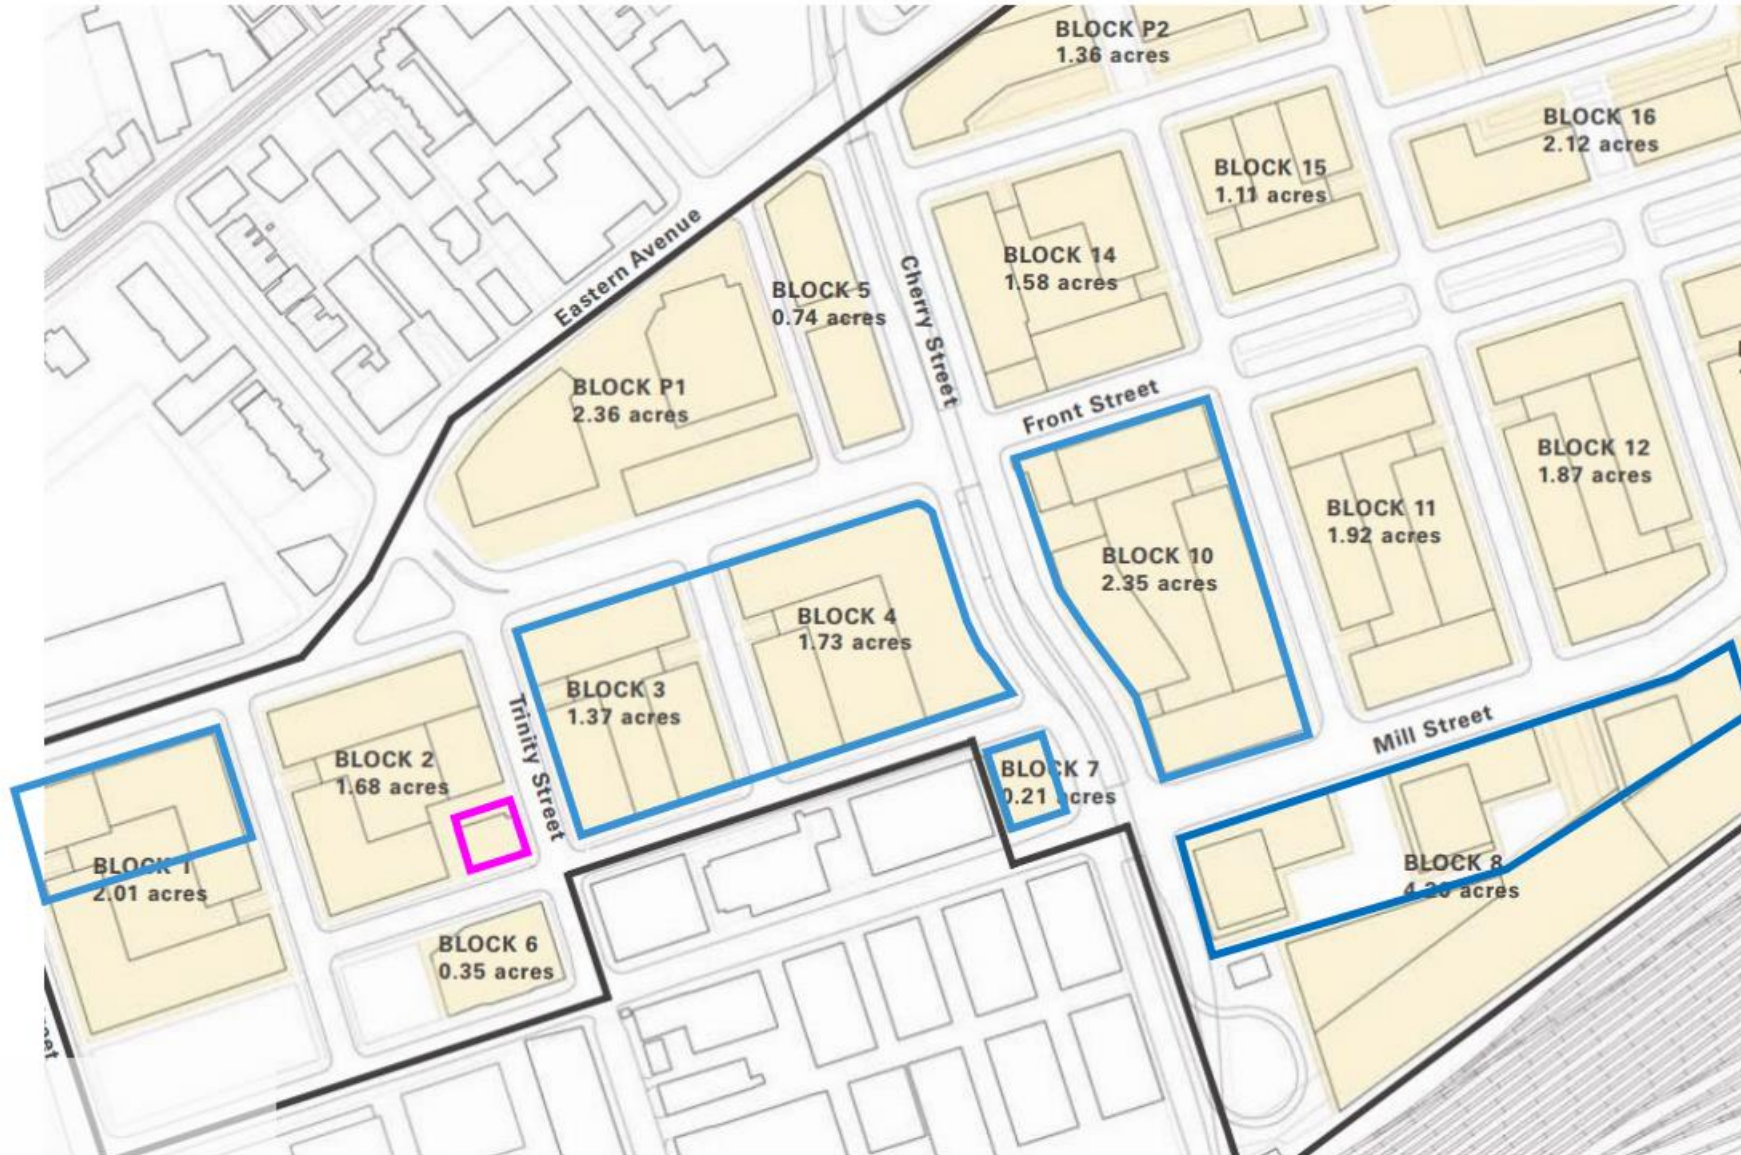 BLOCK P2
1.36 acres
BLOCK 16
2.12 acres
BLOCK 15
1.11 acres
Eastern Avenue
BLOCK 14
1.58 acres
BLOCK 5
0.74 acres
Cherry Street
BLOCK P1
2.36 acres
Front Street
BLOCK 12
1.87 acres
BLOCK 11
1.92 acres
BLOCK 10
2.35 acres
BLOCK 4
1.73 acres
BLOCK 3
1.37 acres
Trinity Street
Mill Street
BLOCK 2
1.68 acres
BLOCK 7
0.21 acres
BLOCK 1
2.01 acres
BLOCK 8
acres
BLOCK 6
0.35 acres